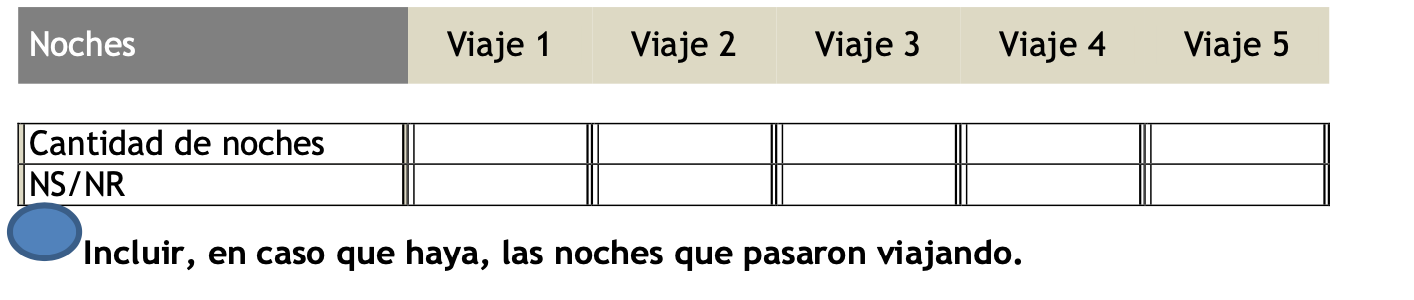 Noches Viaje 1 Viaje 2 Viaje 3 Viaje 4 Viaje 5
Cantidad de noches
NS/NR
Incluir, en caso que haya, las noches que pasaron viajando.